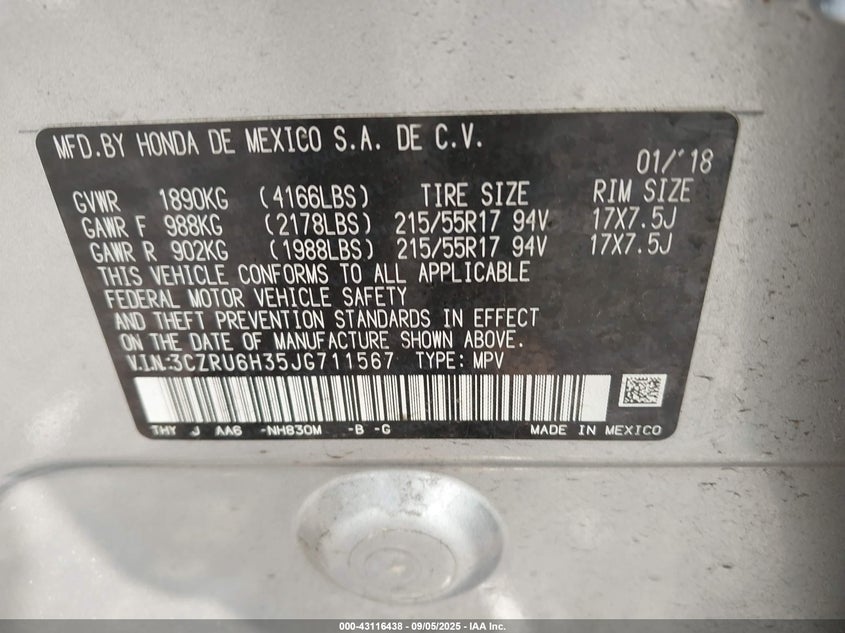 MFD.BY HONDA DE MEXICO S.A. DE C.V.
01/'18
GVWR 1890KG (4166LBS) TIRE SIZE RIM SIZE
GAWR F 988KG (2178LBS) 215/55R17 94V 17X7.5J
GAWR R 902KG (1988LBS) 215/55R17 94V 17X7.5J
THIS VEHICLE CONFORMS TO ALL APPLICABLE
FEDERAL MOTOR VEHICLE SAFETY
AND THEFT PREVENTION STANDARDS IN EFFECT
ON THE DATE OF MANUFACTURE SHOWN ABOVE.
V.I.N.:3CZRU6H35JG711567 TYPE: MPV
THY J AA6 -NH830M -B -G MADE IN MEXICO
000-43116438 - 09/05/2025 - IAA Inc.